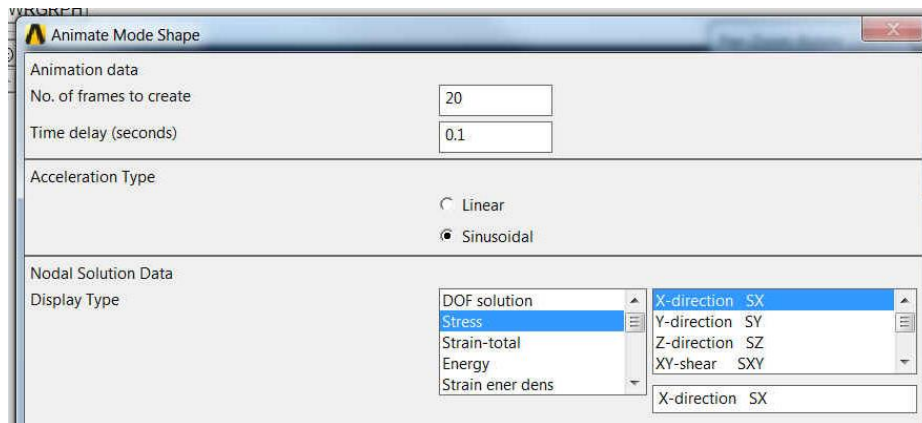 WRGRPH
Animate Mode Shape
Animation data
No. of frames to create
20
Time delay (seconds)
0.1
Acceleration Type
Linear
Sinusoidal
Nodal Solution Data
Display Type
DOF solution
Stress
Strain-total
Energy
Strain ener dens
X-direction SX
Y-direction SY
Z-direction SZ
XY-shear SXY
X-direction SX